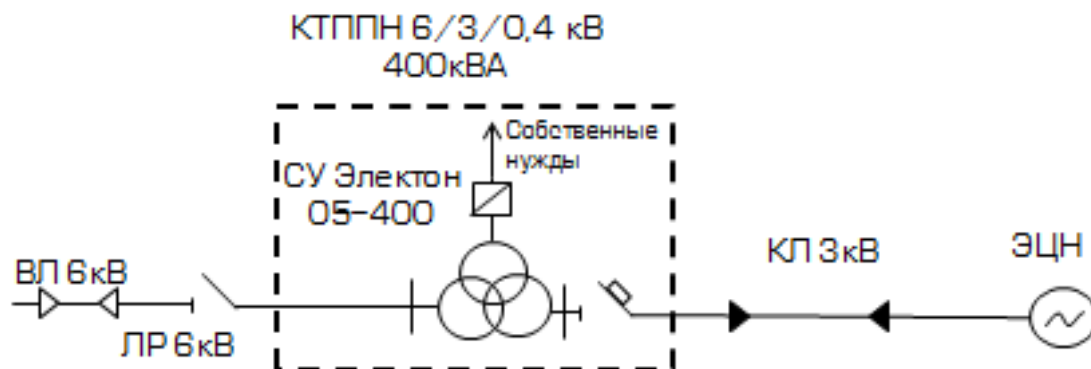 КТППН 6/3/0,4 кВ
400кВА
Собственные
нужды
СУ Электон
05-400
ВЛ 6кВ
ЛР 6кВ
КЛ 3кВ
ЭЦН